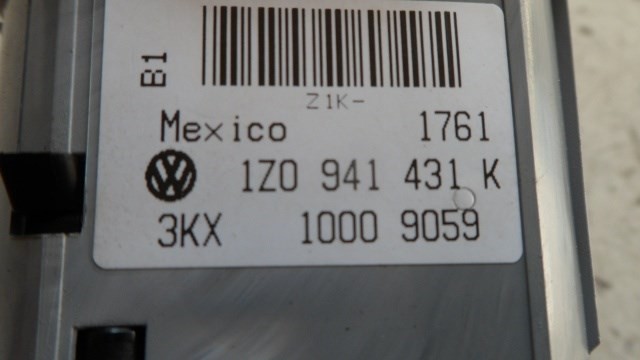 B1
Z1K-
Mexico 1761
1Z0 941 431 K
3KX 1000 9059